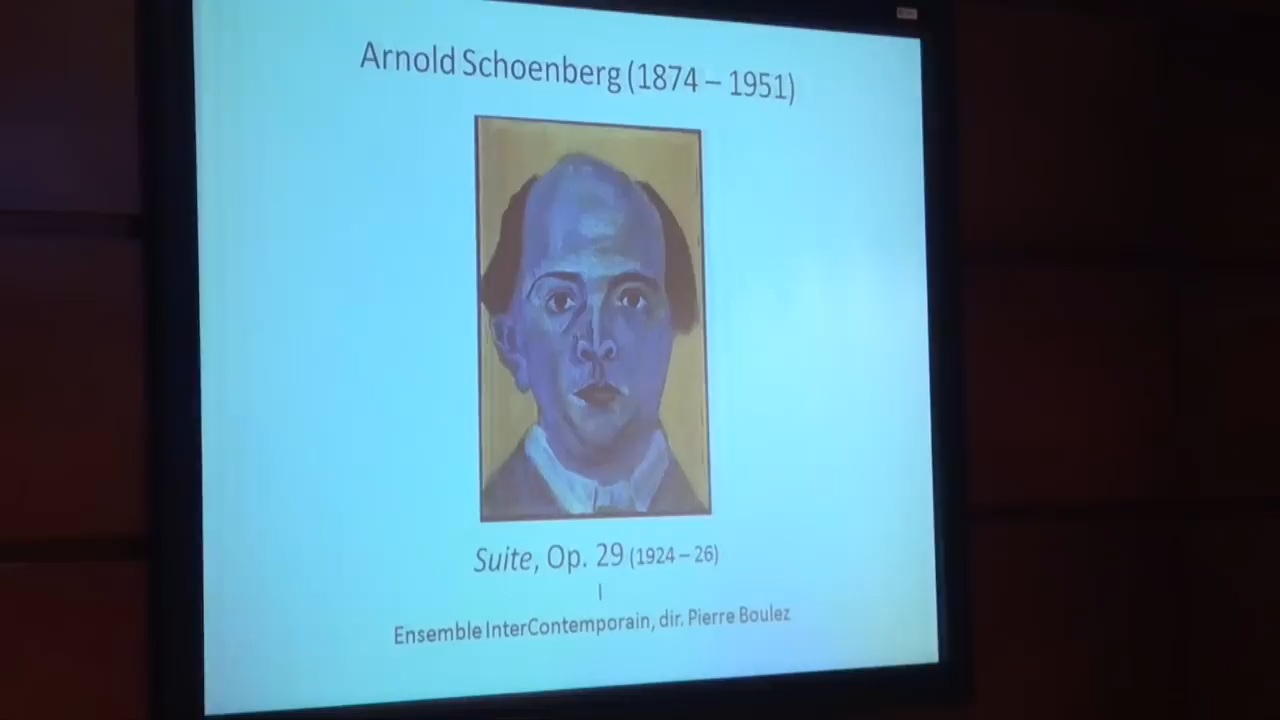 Arnold Schoenberg (1874 – 1951)
Suite, Op. 29 (1924 – 26)
I
Ensemble InterContemporain, dir. Pierre Boulez